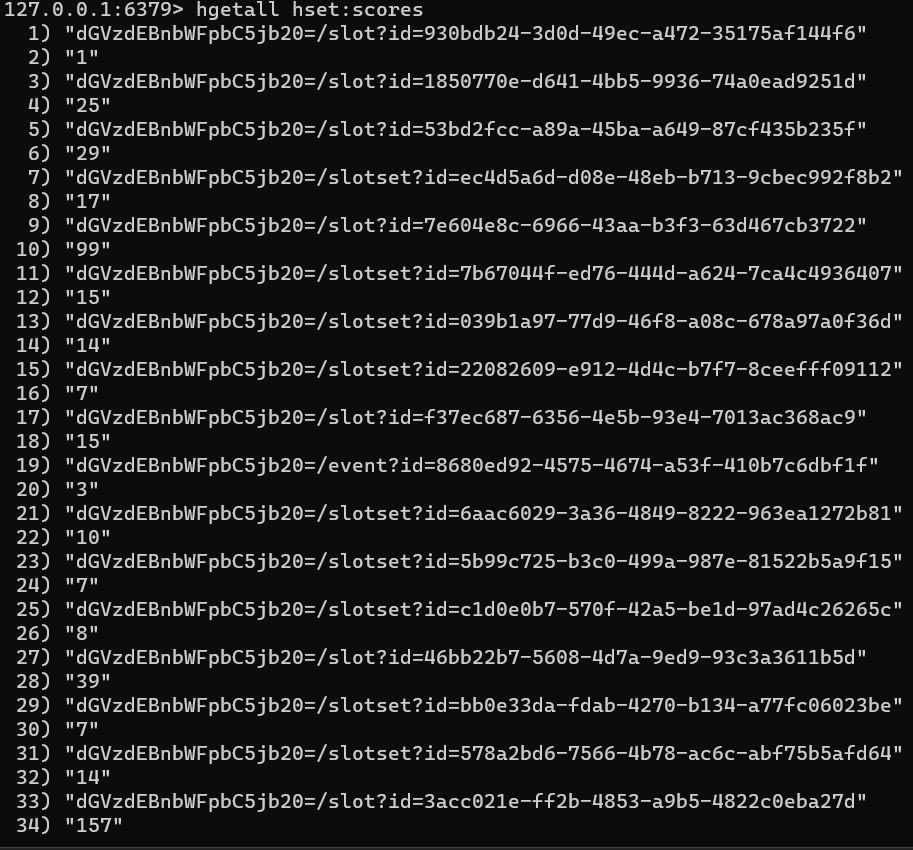 127.0.0.1:6379> hgetall hset:scores
1) "dGVzdEBnbWFpbC5jb20=/slot?id=930bdb24-3d0d-49ec-a472-35175af144f6"
2) "1"
3) "dGVzdEBnbWFpbC5jb20=/slot?id=1850770e-d641-4bb5-9936-74a0ead9251d"
4) "25"
5) "dGVzdEBnbWFpbC5jb20=/slot?id=53bd2fcc-a89a-45ba-a649-87cf435b235f"
6) "29"
7) "dGVzdEBnbWFpbC5jb20=/slotset?id=ec4d5a6d-d08e-48eb-b713-9cbec992f8b2"
8) "17"
9) "dGVzdEBnbWFpbC5jb20=/slot?id=7e604e8c-6966-43aa-b3f3-63d467cb3722"
10) "99"
11) "dGVzdEBnbWFpbC5jb20=/slotset?id=7b67044f-ed76-444d-a624-7ca4c4936407"
12) "15"
13) "dGVzdEBnbWFpbC5jb20=/slotset?id=039b1a97-77d9-46f8-a08c-678a97a0f36d"
14) "14"
15) "dGVzdEBnbWFpbC5jb20=/slotset?id=22082609-e912-4d4c-b7f7-8ceefff09112"
16) "7"
17) "dGVzdEBnbWFpbC5jb20=/slot?id=f37ec687-6356-4e5b-93e4-7013ac368ac9"
18) "15"
19) "dGVzdEBnbWFpbC5jb20=/event?id=8680ed92-4575-4674-a53f-410b7c6dbf1f"
20) "3"
21) "dGVzdEBnbWFpbC5jb20=/slotset?id=6aac6029-3a36-4849-8222-963ea1272b81"
22) "10"
23) "dGVzdEBnbWFpbC5jb20=/slotset?id=5b99c725-b3c0-499a-987e-81522b5a9f15"
24) "7"
25) "dGVzdEBnbWFpbC5jb20=/slotset?id=c1d0e0b7-570f-42a5-be1d-97ad4c26265c"
26) "8"
27) "dGVzdEBnbWFpbC5jb20=/slot?id=46bb22b7-5608-4d7a-9ed9-93c3a3611b5d"
28) "39"
29) "dGVzdEBnbWFpbC5jb20=/slotset?id=bb0e33da-fdab-4270-b134-a77fc06023be"
30) "7"
31) "dGVzdEBnbWFpbC5jb20=/slotset?id=578a2bd6-7566-4b78-ac6c-abf75b5afd64"
32) "14"
33) "dGVzdEBnbWFpbC5jb20=/slot?id=3acc021e-ff2b-4853-a9b5-4822c0eba27d"
34) "157"